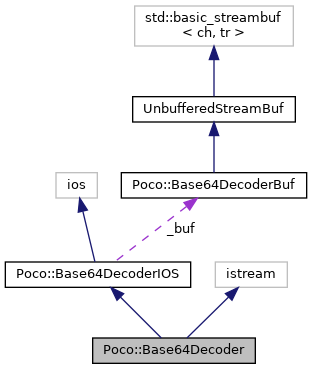 std::basic_streambuf
< ch, tr >
UnbufferedStreamBuf
ios
Poco::Base64DecoderBuf
_buf
Poco::Base64DecoderIOS
istream
Poco::Base64Decoder